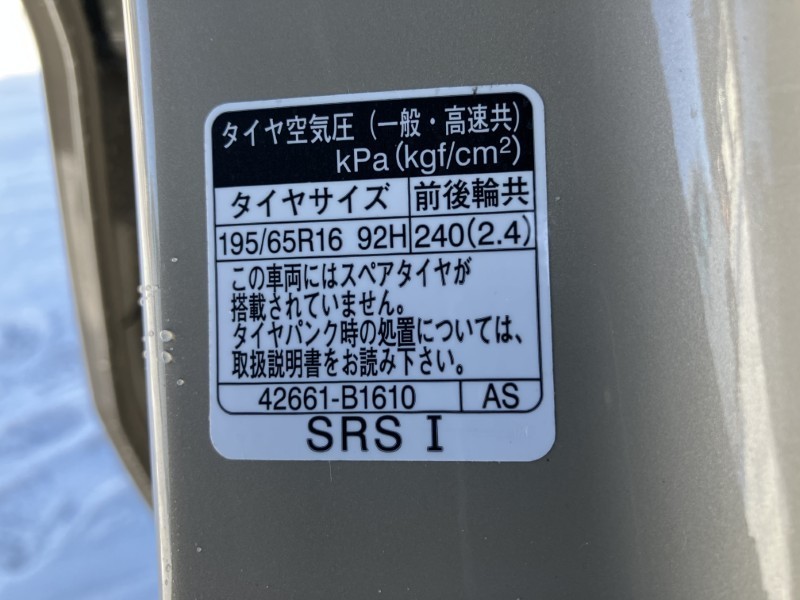 タイヤ空気圧（一般・高速共）
kPa(kgf/cm²)
タイヤサイズ 前後輪共
195/65R16 92H 240(2.4)
この車両にはスペアタイヤが
搭載されていません。
タイヤパンク時の処置については、
取扱説明書をお読み下さい。
42661-B1610 AS
SRS I